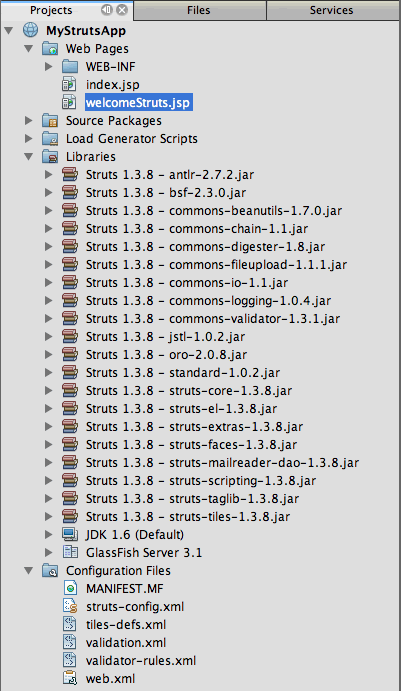 Projects Files Services
MyStrutsApp
Web Pages
WEB-INF
index.jsp
welcomeStruts.jsp
Source Packages
Load Generator Scripts
Libraries
Struts 1.3.8 - antlr-2.7.2.jar
Struts 1.3.8 - bsf-2.3.0.jar
Struts 1.3.8 - commons-beanutils-1.7.0.jar
Struts 1.3.8 - commons-chain-1.1.jar
Struts 1.3.8 - commons-digester-1.8.jar
Struts 1.3.8 - commons-fileupload-1.1.1.jar
Struts 1.3.8 - commons-io-1.1.jar
Struts 1.3.8 - commons-logging-1.0.4.jar
Struts 1.3.8 - commons-validator-1.3.1.jar
Struts 1.3.8 - jstl-1.0.2.jar
Struts 1.3.8 - oro-2.0.8.jar
Struts 1.3.8 - standard-1.0.2.jar
Struts 1.3.8 - struts-core-1.3.8.jar
Struts 1.3.8 - struts-el-1.3.8.jar
Struts 1.3.8 - struts-extras-1.3.8.jar
Struts 1.3.8 - struts-faces-1.3.8.jar
Struts 1.3.8 - struts-mailreader-dao-1.3.8.jar
Struts 1.3.8 - struts-scripting-1.3.8.jar
Struts 1.3.8 - struts-taglib-1.3.8.jar
Struts 1.3.8 - struts-tiles-1.3.8.jar
JDK 1.6 (Default)
GlassFish Server 3.1
Configuration Files
MANIFEST.MF
struts-config.xml
tiles-defs.xml
validation.xml
validator-rules.xml
web.xml